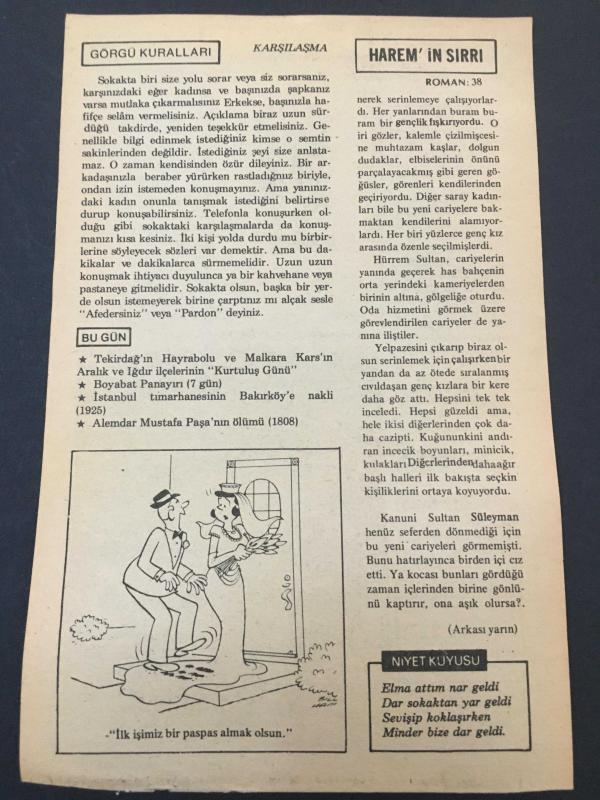 GÖRGÜ KURALLARI
KARŞILAŞMA
Sokakta biri size yolu sorar veya siz sorarsanız,
karşınızdaki eğer kadınsa ve başınızda şapkanız
varsa mutlaka çıkarmalısınız Erkekse, başınızla ha-
fifçe selâm vermelisiniz. Açıklama biraz uzun sür-
düğü takdirde, yeniden teşekkür etmelisiniz. Ge-
nellikle bilgi edinmek istediğiniz kimse o semtin
sakinlerinden değildir. İstediğiniz şeyi size anlata-
maz. O zaman kendisinden özür dileyiniz. Bir ar-
kadaşınızla beraber yürürken rastladığınız biriyle,
ondan izin istemeden konuşmayınız. Ama yanınız-
daki kadın onunla tanışmak istediğini belirtirse
durup konuşabilirsiniz. Telefonla konuşurken ol-
duğu gibi sokaktaki karşılaşmalarda da konuş-
manızı kısa kesiniz. İki kişi yolda durdu mu birbir-
lerine söyleyecek sözleri var demektir. Ama bu da-
kikalar ve dakikalarca sürmemelidir. Uzun uzun
konuşmak ihtiyacı duyulunca ya bir kahvehane veya
pastaneye gitmelidir. Sokakta olsun, başka bir yer-
de olsun istemeyerek birine çarptınız mı alçak sesle
"Afedersiniz" veya "Pardon" deyiniz.
BU GÜN
★ Tekirdağ'ın Hayrabolu ve Malkara Kars'ın
Aralık ve Iğdır ilçelerinin "Kurtuluş Günü"
★ Boyabat Panayırı (7 gün)
★ İstanbul tımarhanesinin Bakırköy'e nakli
(1925)
★ Alemdar Mustafa Paşa'nın ölümü (1808)
-"İlk işimiz bir paspas almak olsun."
HAREM' İN SIRRI
ROMAN: 38
nerek serinlemeye çalışıyorlar-
dı. Her yanlarından buram bu-
ram bir gençlik fışkırıyordu. O
iri gözler, kalemle çizilmişcesi-
ne muhtazam kaşlar, dolgun
dudaklar, elbiselerinin önünü
parçalayacakmış gibi geren gö-
ğüsler, görenleri kendilerinden
geçiriyordu. Diğer saray kadın-
ları bile bu yeni cariyelere bak-
maktan kendilerini alamıyor-
lardı. Her biri yüzlerce genç kız
arasında özenle seçilmişlerdi.
Hürrem Sultan, cariyelerin
yanında geçerek has bahçenin
orta yerindeki kameriyelerden
birinin altına, gölgeliğe oturdu.
Oda hizmetini görmek üzere
görevlendirilen cariyeler de ya-
nına iliştiler.
Yelpazesini çıkarıp biraz ol-
sun serinlemek için çalışırken bir
yandan da az ötede sıralanmış
cıvıldaşan genç kızlara bir kere
daha göz attı. Hepsini tek tek
inceledi. Hepsi güzeldi ama,
hele ikisi diğerlerinden çok da-
ha cazipti. Kuğununkini andı-
ran incecik boyunları, minicik,
kulakları Diğerlerinden daha ağır
başlı halleri ilk bakışta seçkin
kişiliklerini ortaya koyuyordu.
Kanuni Sultan Süleyman
henüz seferden dönmediği için
bu yeni cariyeleri görmemişti.
Bunu hatırlayınca birden içi cız
etti. Ya kocası bunları gördüğü
zaman içlerinden birine gönlü-
nü kaptırır, ona aşık olursa?.
(Arkası yarın)
NİYET KUYUSU
Elma attım nar geldi
Dar sokaktan yar geldi
Sevişip koklaşırken
Minder bize dar geldi.